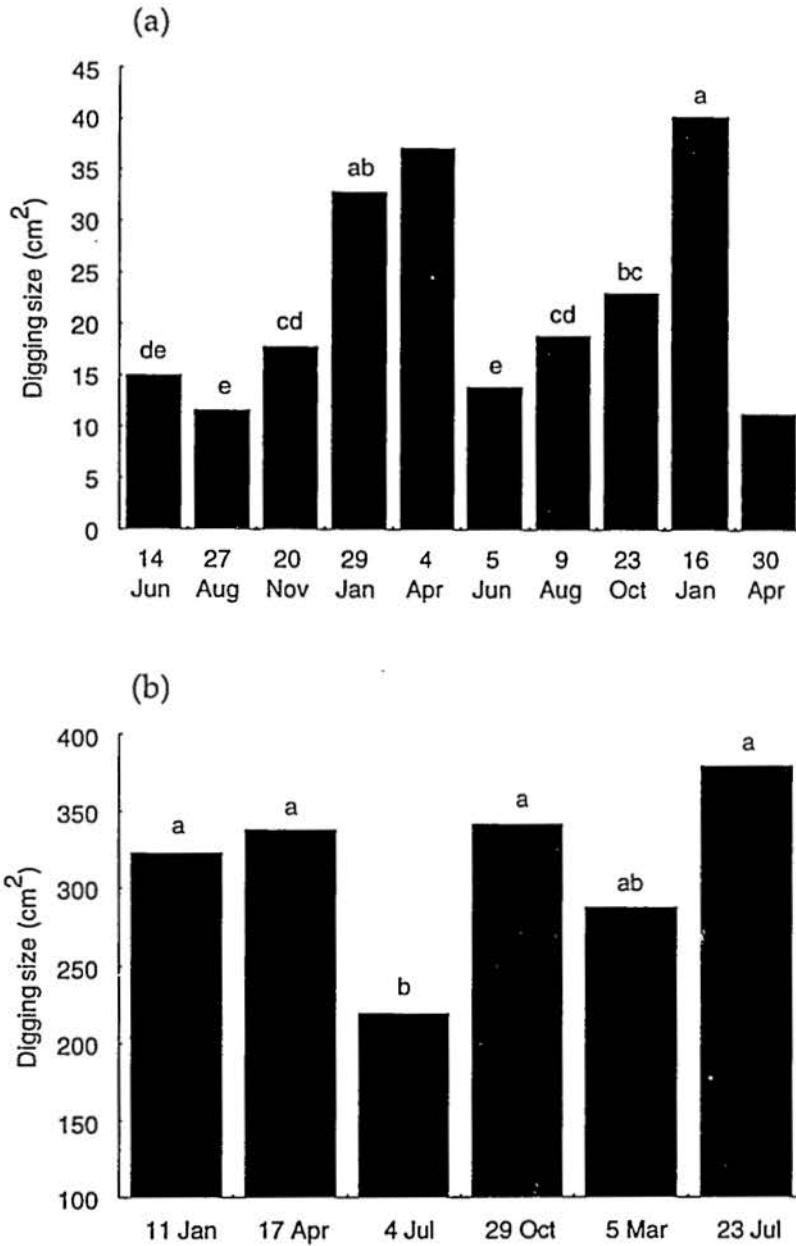 (a)
Digging size (cm²)
45
40
35
30
25
20
15
10
5
0
de
e
cd
ab
e
cd
bc
a
14 27 20 29 4 5 9 23 16 30
Jun Aug Nov Jan Apr Jun Aug Oct Jan Apr
(b)
Digging size (cm²)
400
350
300
250
200
150
100
a
a
b
a
ab
a
11 Jan 17 Apr 4 Jul 29 Oct 5 Mar 23 Jul